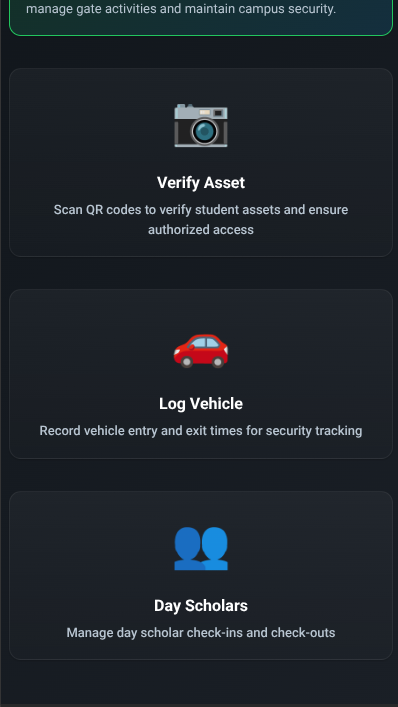 manage gate activities and maintain campus security.
Verify Asset
Scan QR codes to verify student assets and ensure
authorized access
Log Vehicle
Record vehicle entry and exit times for security tracking
Day Scholars
Manage day scholar check-ins and check-outs